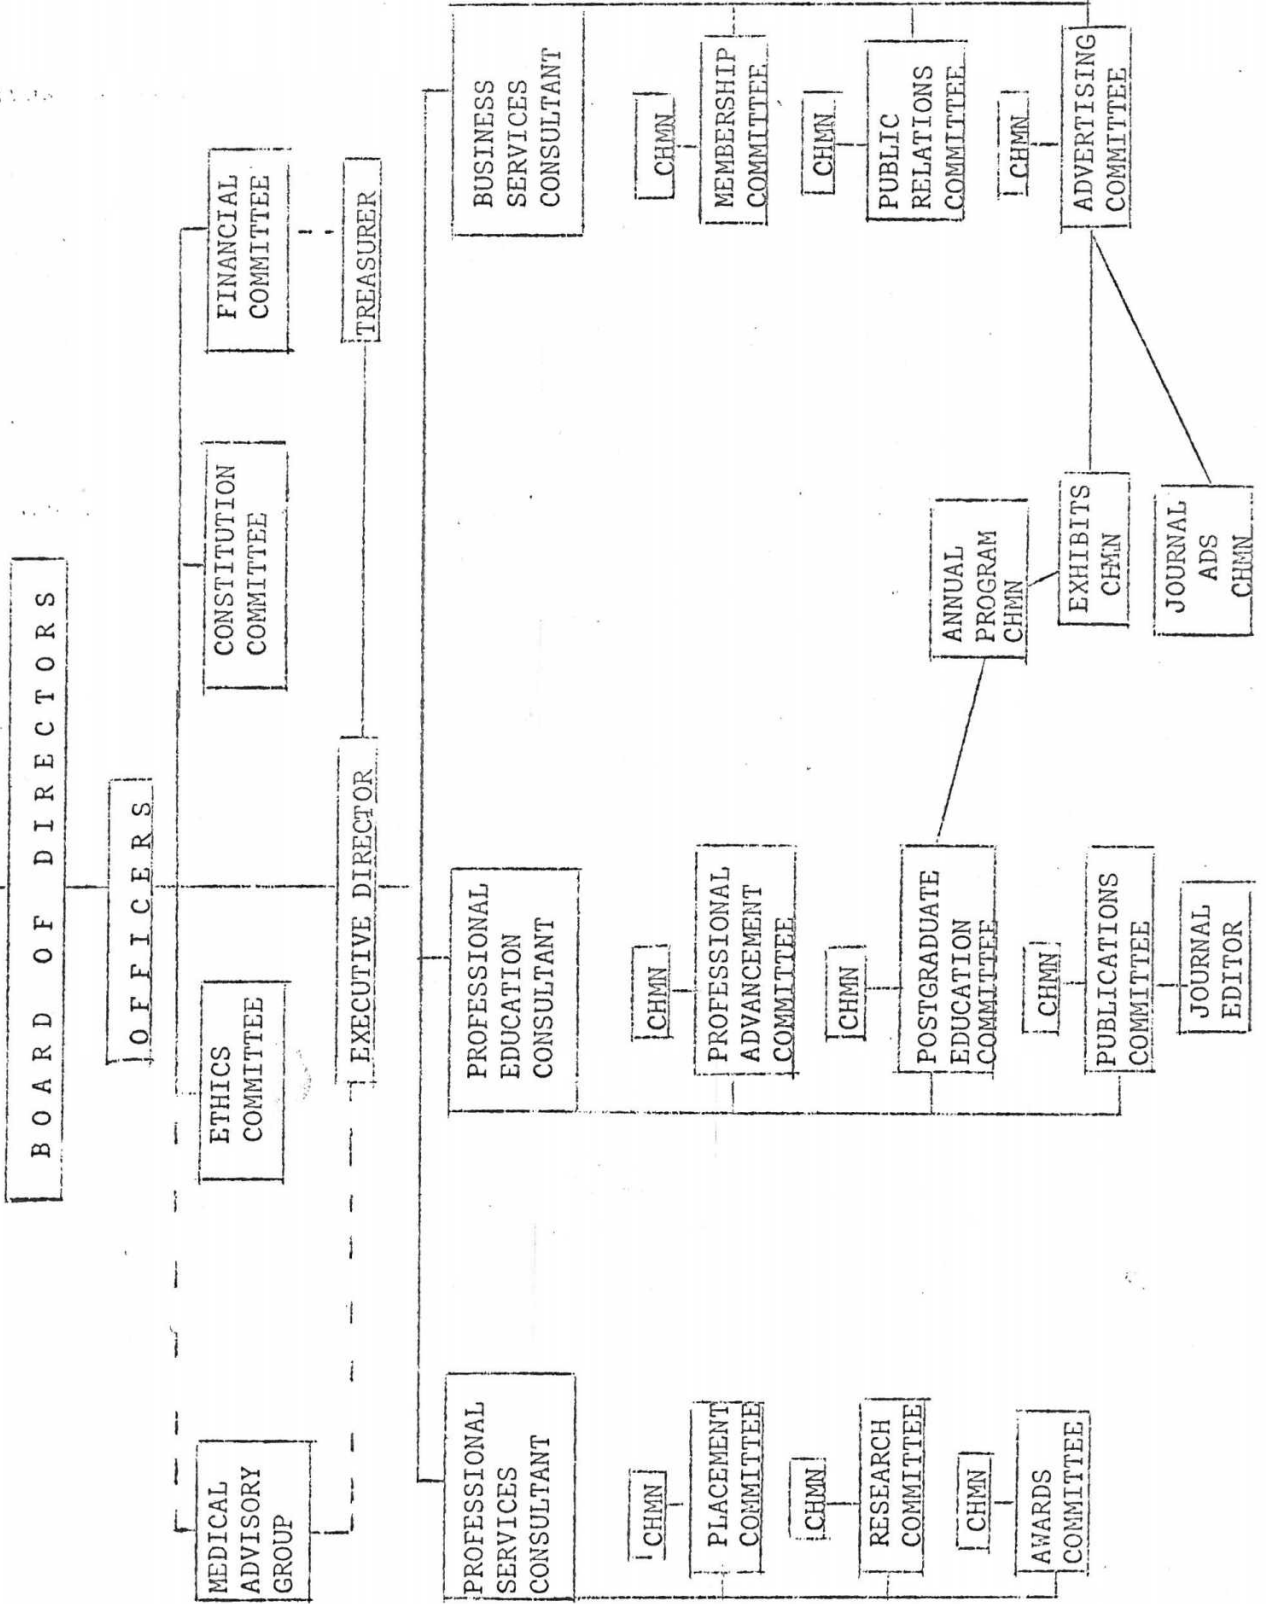 BOARD OF DIRECTORS
OFFICERS
MEDICAL
ADVISORY
GROUP
ETHICS
COMMITTEE
CONSTITUTION
COMMITTEE
FINANCIAL
COMMITTEE
EXECUTIVE DIRECTOR
TREASURER
PROFESSIONAL
SERVICES
CONSULTANT
CHMN
PLACEMENT
COMMITTEE
CHMN
RESEARCH
COMMITTEE
CHMN
AWARDS
COMMITTEE
PROFESSIONAL
EDUCATION
CONSULTANT
CHMN
PROFESSIONAL
ADVANCEMENT
COMMITTEE
CHMN
POSTGRADUATE
EDUCATION
COMMITTEE
CHMN
PUBLICATIONS
COMMITTEE
JOURNAL
EDITOR
ANNUAL
PROGRAM
CHMN
EXHIBITS
CHMN
JOURNAL
ADS
CHMN
BUSINESS
SERVICES
CONSULTANT
CHMN
MEMBERSHIP
COMMITTEE
CHMN
PUBLIC
RELATIONS
COMMITTEE
CHMN
ADVERTISING
COMMITTEE